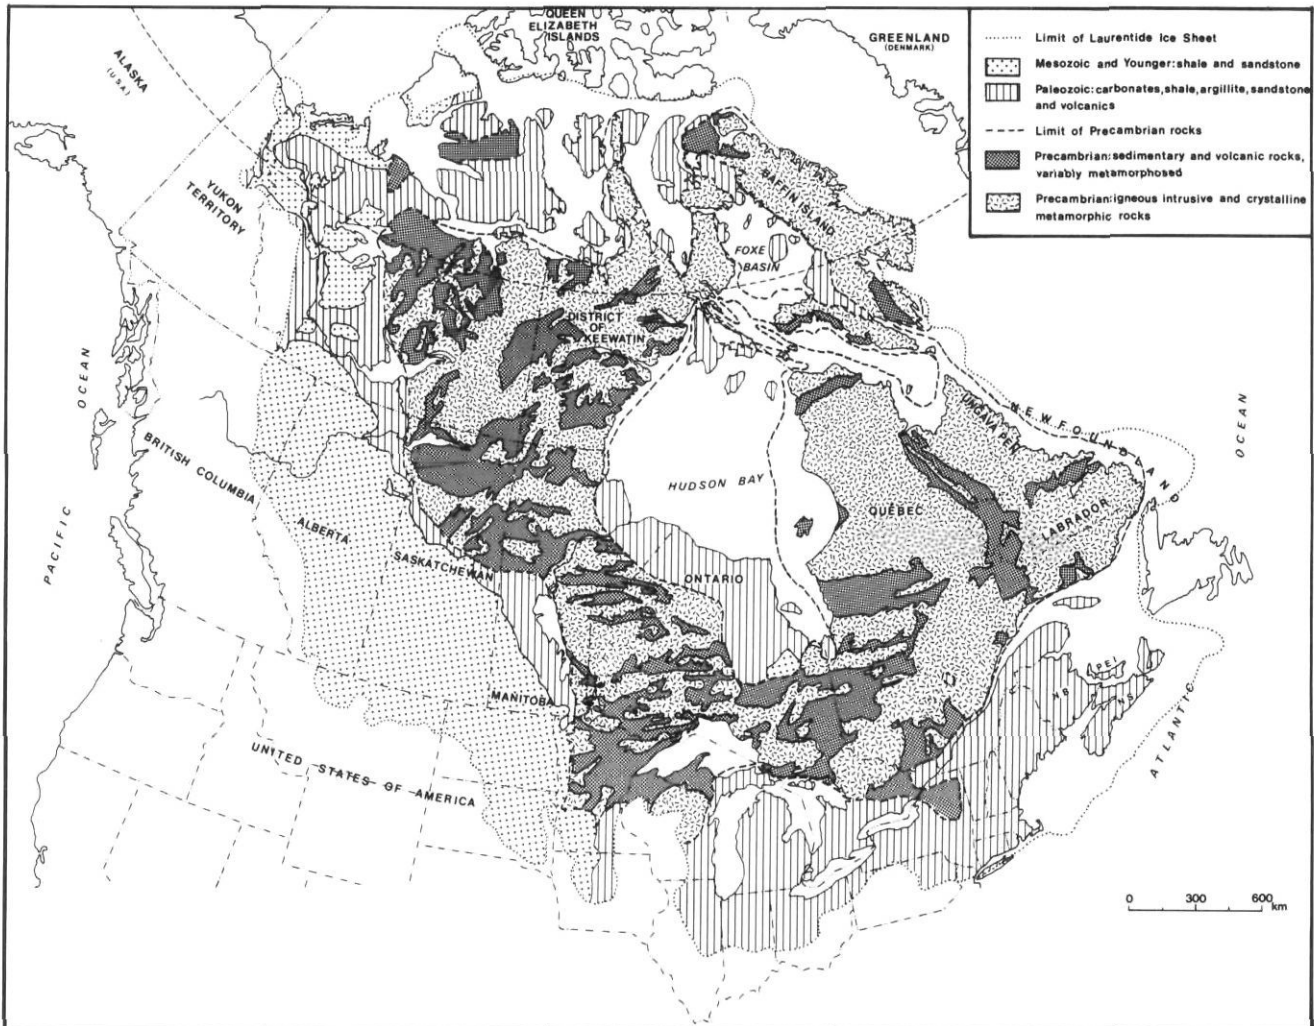 QUEEN
ELIZABETH
ISLANDS
GREENLAND
(DENMARK)
ALASKA
(U.S.A.)
Limit of Laurentide Ice Sheet
Mesozoic and Younger: shale and sandstone
Paleozoic: carbonates, shale, argillite, sandstone
and volcanics
Limit of Precambrian rocks
Precambrian: sedimentary and volcanic rocks,
variably metamorphosed
Precambrian: igneous intrusive and crystalline
metamorphic rocks
YUKON
TERRITORY
BAFFIN ISLAND
FOXE
BASIN
DISTRICT
OF
KEEWATIN
PACIFIC OCEAN
BRITISH COLUMBIA
ALBERTA
SASKATCHEWAN
MANITOBA
HUDSON BAY
ONTARIO
QUÉBEC
UNGAVA PEN
NEWFOUNDLAND
LABRADOR
ATLANTIC OCEAN
PEI
NB
NS
UNITED STATES OF AMERICA
0 300 600 km